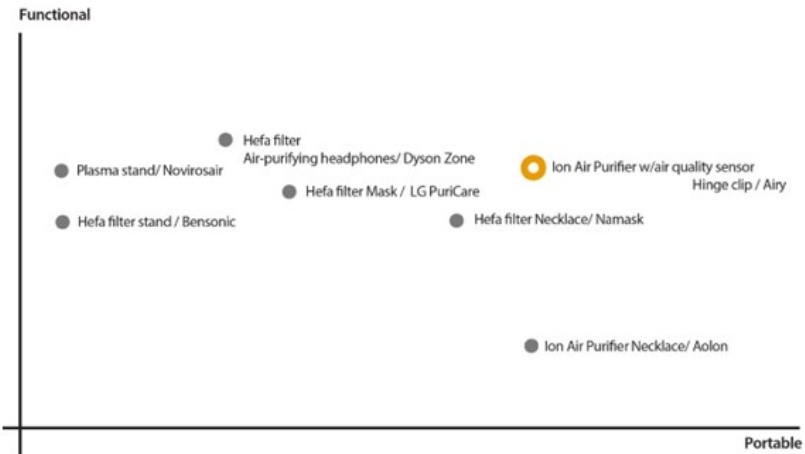 Functional
Hefa filter
Air-purifying headphones/ Dyson Zone
Plasma stand/ Novirosair
Ion Air Purifier w/air quality sensor
Hinge clip / Airy
Hefa filter Mask / LG PuriCare
Hefa filter stand / Bensonic
Hefa filter Necklace/ Namask
Ion Air Purifier Necklace/ Aolon
Portable